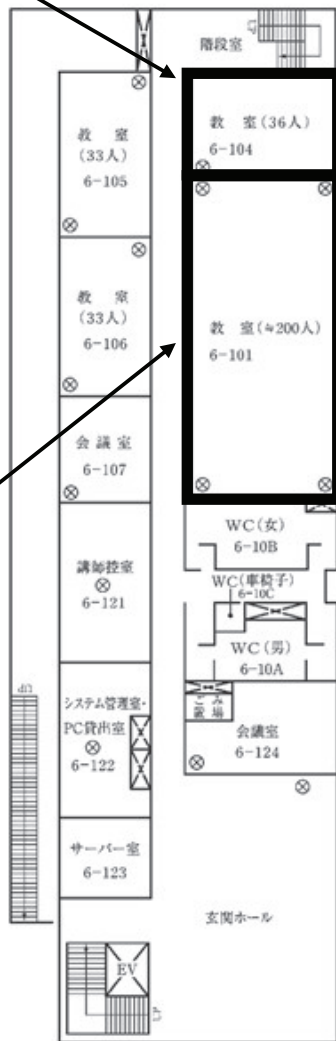 階段室
UP
教 室(36人)
6-104
教 室
(33人)
6-105
教 室(≒200人)
6-101
教 室
(33人)
6-106
会 議 室
6-107
講師控室
6-121
WC(女)
6-10B
WC(車椅子)
6-10C
WC(男)
6-10A
システム管理室・
PC貸出室
6-122
ごみ
置場
会議室
6-124
UP
サーバー室
6-123
玄関ホール
EV
UP